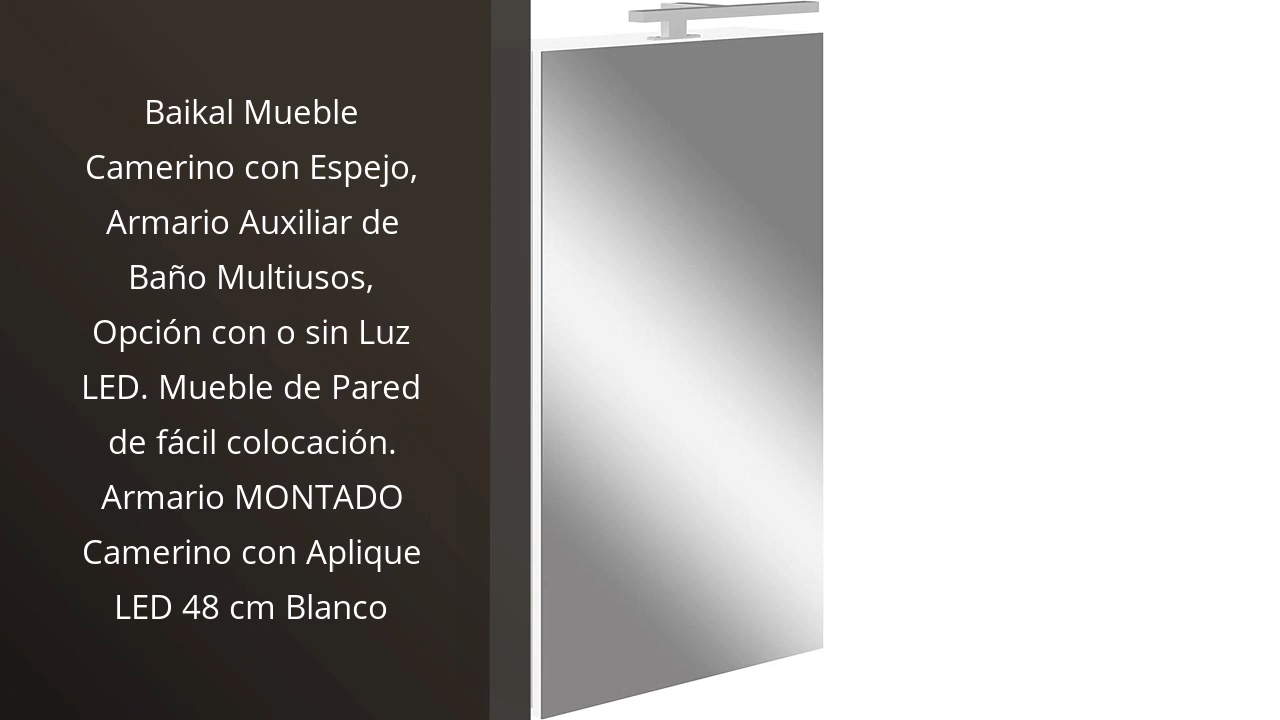 Baikal Mueble
Camerino con Espejo,
Armario Auxiliar de
Baño Multiusos,
Opción con o sin Luz
LED. Mueble de Pared
de fácil colocación.
Armario MONTADO
Camerino con Aplique
LED 48 cm Blanco